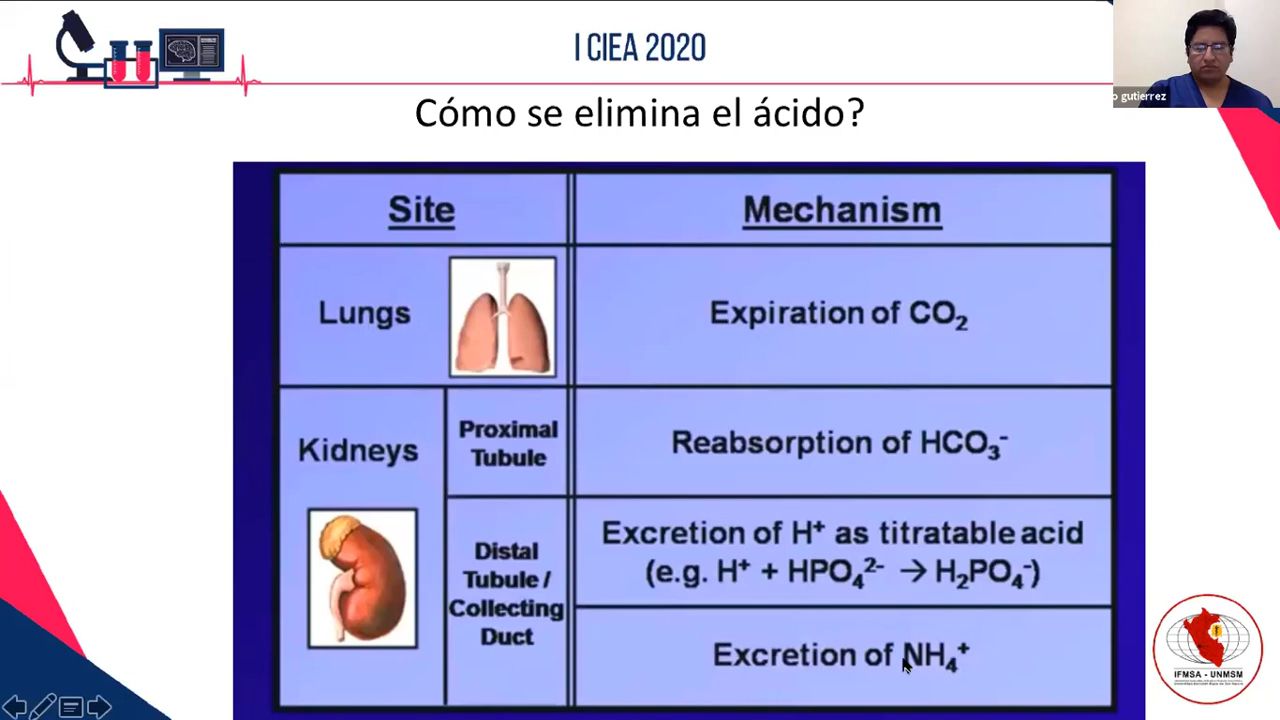 I CIEA 2020
o gutierrez
Cómo se elimina el ácido?
Site
Mechanism
Lungs
Expiration of CO₂
Kidneys
Proximal
Tubule
Reabsorption of HCO₃⁻
Distal
Tubule /
Collecting
Duct
Excretion of H⁺ as titratable acid
(e.g. H⁺ + HPO₄²⁻ → H₂PO₄⁻)
Excretion of NH₄⁺
IFMSA - UNMSM